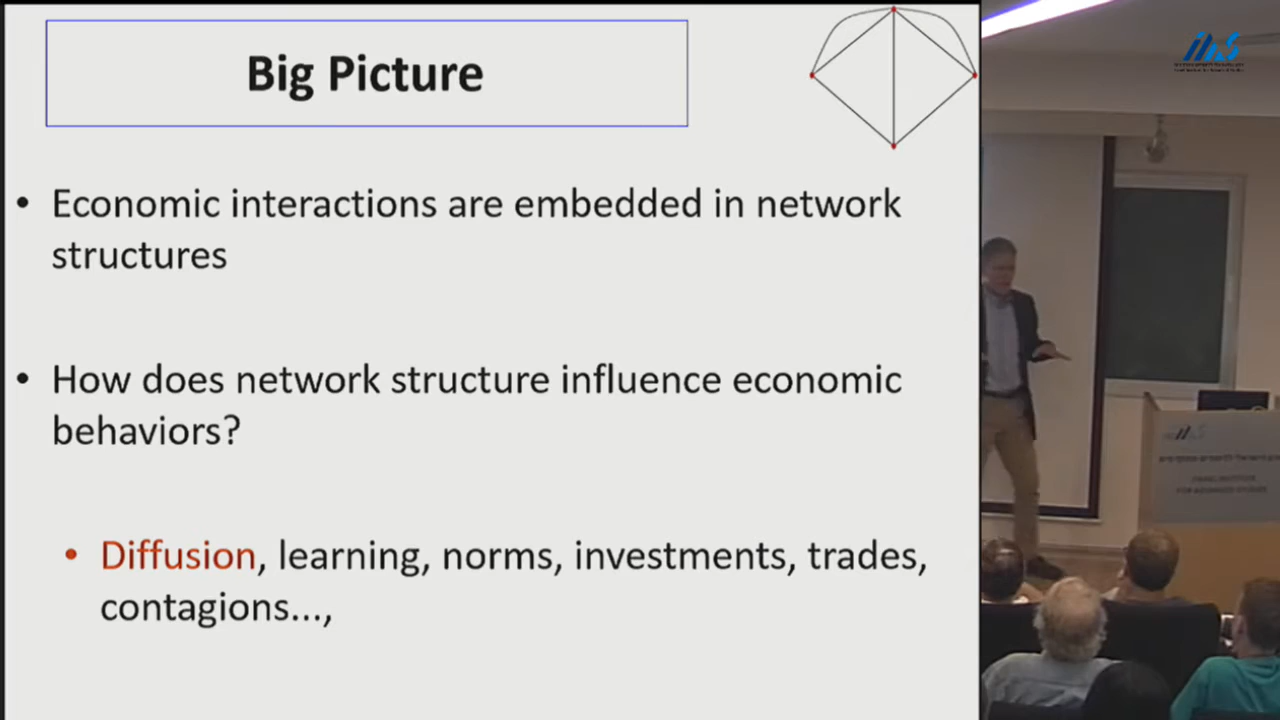 Big Picture
• Economic interactions are embedded in network
structures
• How does network structure influence economic
behaviors?
• Diffusion, learning, norms, investments, trades,
contagions...,